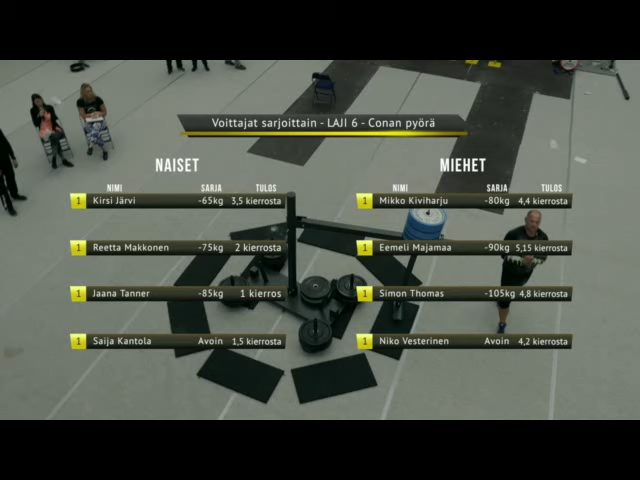 Voittajat sarjoittain - LAJI 6 - Conan pyörä
NAISET
NIMI SARJA TULOS
1 Kirsi Järvi -65kg 3,5 kierrosta
1 Reetta Makkonen -75kg 2 kierrosta
1 Jaana Tanner -85kg 1 kierros
1 Saija Kantola Avoin 1,5 kierrosta
MIEHET
NIMI SARJA TULOS
1 Mikko Kiviharju -80kg 4,4 kierrosta
1 Eemeli Majamaa -90kg 5,15 kierrosta
1 Simon Thomas -105kg 4,8 kierrosta
1 Niko Vesterinen Avoin 4,2 kierrosta